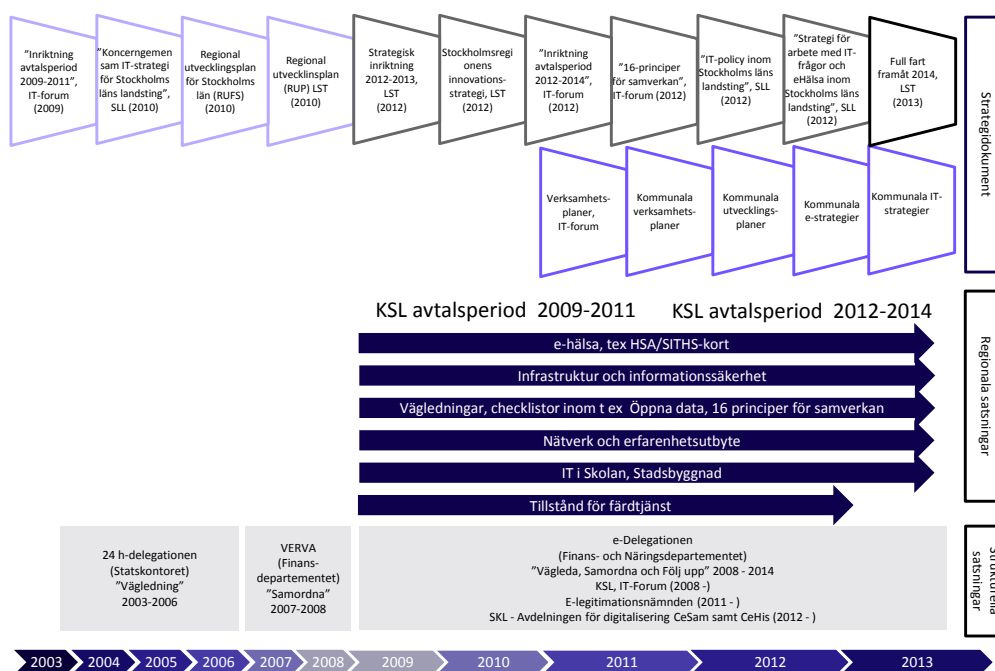 "Inriktning
avtalsperiod
2009-2011",
IT-forum
(2009)
"Koncerngemen
sam IT-strategi
för Stockholms
läns landsting",
SLL (2010)
Regional
utvecklingsplan
för Stockholms
län (RUFS)
(2010)
Regional
utvecklinsplan
(RUP) LST
(2010)
Strategisk
inriktning
2012-2013,
LST
(2012)
Stockholmsregi
onens
innovations-
strategi, LST
(2012)
"Inriktning
avtalsperiod
2012-2014",
IT-forum
(2012)
"16-principer
för samverkan",
IT-forum (2012)
"IT-policy inom
Stockholms läns
landsting", SLL
(2012)
"Strategi för
arbete med IT-
frågor och
eHälsa inom
Stockholms läns
landsting", SLL
(2012)
Full fart
framåt 2014,
LST
(2013)
Strategidokument
Verksamhets-
planer,
IT-forum
Kommunala
verksamhets-
planer
Kommunala
utvecklings-
planer
Kommunala
e-strategier
Kommunala IT-
strategier
KSL avtalsperiod 2009-2011
KSL avtalsperiod 2012-2014
e-hälsa, tex HSA/SITHS-kort
Infrastruktur och informationssäkerhet
Vägledningar, checklistor inom t ex Öppna data, 16 principer för samverkan
Nätverk och erfarenhetsutbyte
IT i Skolan, Stadsbyggnad
Tillstånd för färdtjänst
Regionala
satsningar
24 h-delegationen
(Statskontoret)
"Vägledning"
2003-2006
VERVA
(Finans-
departementet)
"Samordna"
2007-2008
e-Delegationen
(Finans- och Näringsdepartementet)
"Vägleda, Samordna och Följ upp" 2008 - 2014
KSL, IT-Forum (2008 -)
E-legitimationsnämnden (2011 - )
SKL - Avdelningen för digitalisering CeSam samt CeHis (2012 - )
Strukturella
satsningar
2003
2004
2005
2006
2007
2008
2009
2010
2011
2012
2013